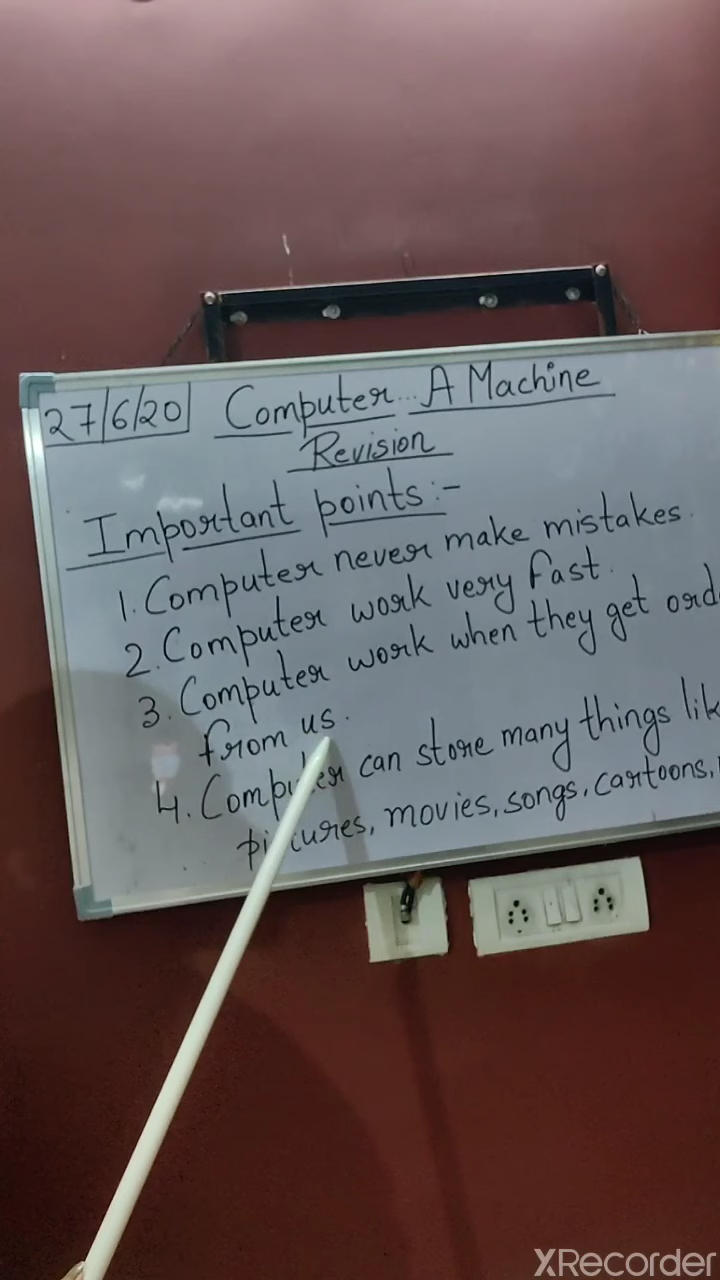 27/6/20 Computer... A Machine
Revision
Important points:-
1. Computer never make mistakes.
2. Computer work very fast.
3. Computer work when they get
from us.
4. Computer can store many things
pictures, movies, songs, cartoons,
XRecorder